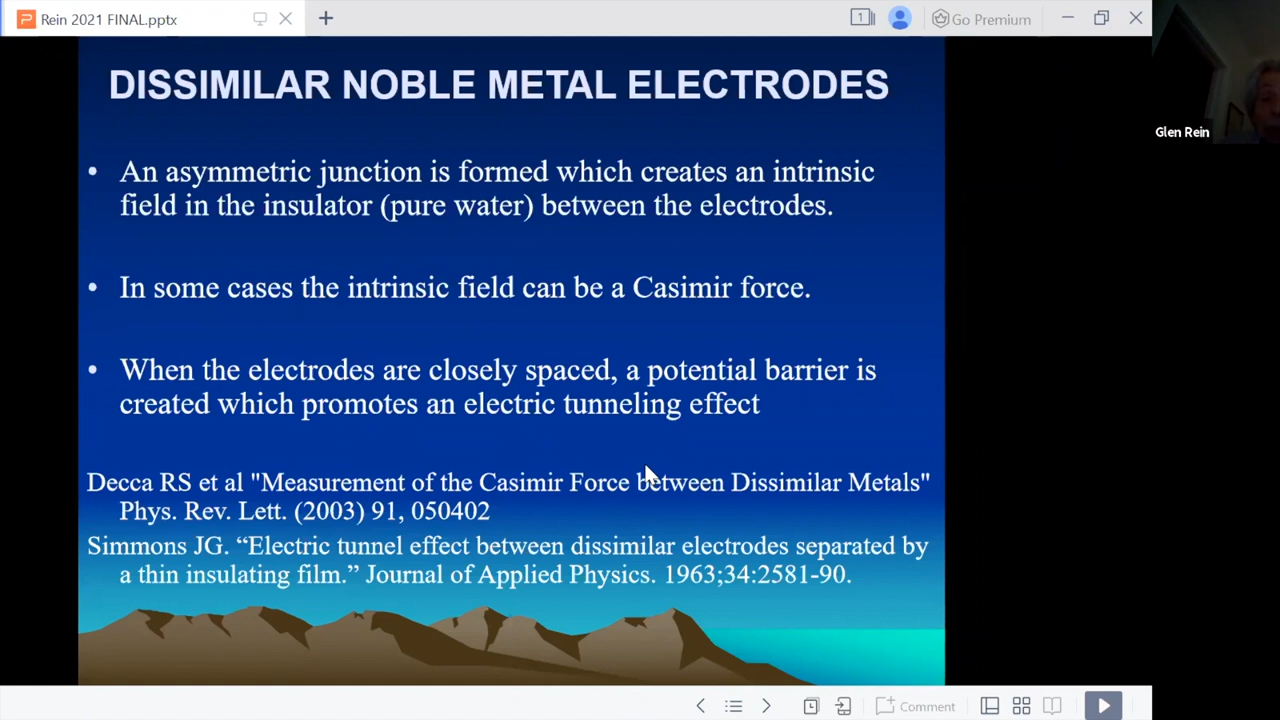 Rein 2021 FINAL.pptx
1
Go Premium
Glen Rein
DISSIMILAR NOBLE METAL ELECTRODES
• An asymmetric junction is formed which creates an intrinsic
field in the insulator (pure water) between the electrodes.
• In some cases the intrinsic field can be a Casimir force.
• When the electrodes are closely spaced, a potential barrier is
created which promotes an electric tunneling effect
Decca RS et al "Measurement of the Casimir Force between Dissimilar Metals"
Phys. Rev. Lett. (2003) 91, 050402
Simmons JG. “Electric tunnel effect between dissimilar electrodes separated by
a thin insulating film.” Journal of Applied Physics. 1963;34:2581-90.
Comment